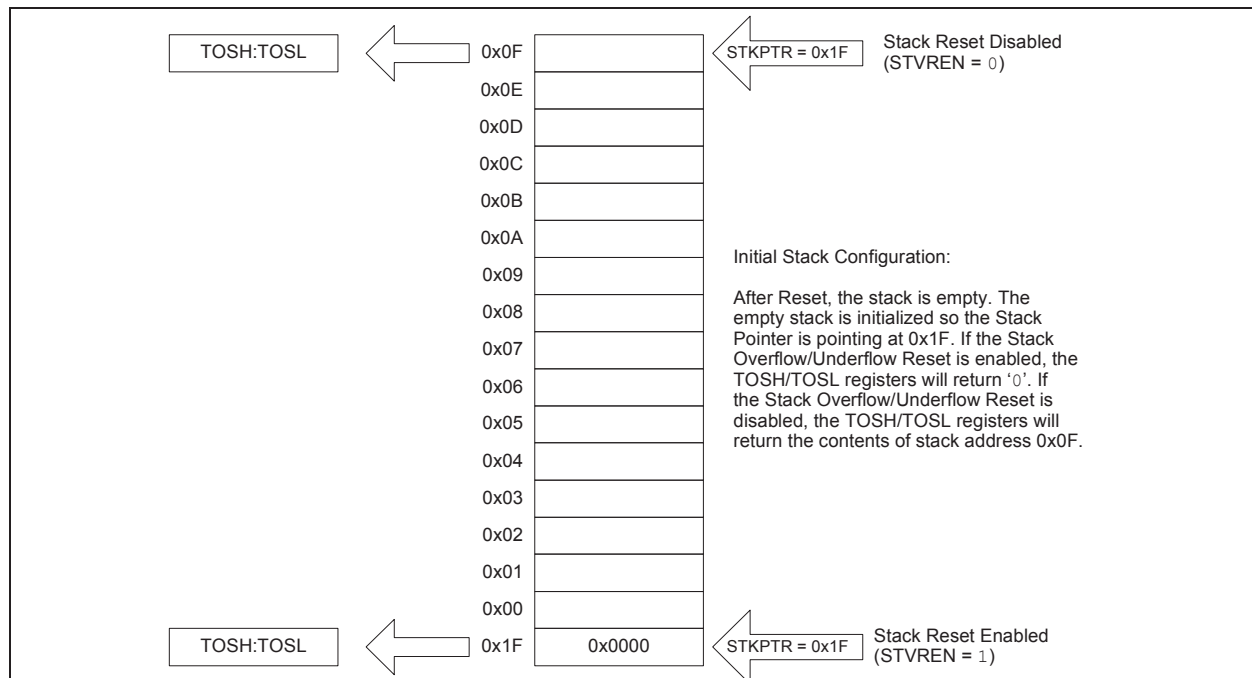 TOSH:TOSL 0x0F STKPTR = 0x1F Stack Reset Disabled
(STVREN = 0)
0x0E
0x0D
0x0C
0x0B
0x0A
0x09
0x08
0x07
0x06
0x05
0x04
0x03
0x02
0x01
0x00
Initial Stack Configuration:
After Reset, the stack is empty. The
empty stack is initialized so the Stack
Pointer is pointing at 0x1F. If the Stack
Overflow/Underflow Reset is enabled, the
TOSH/TOSL registers will return ‘0’. If
the Stack Overflow/Underflow Reset is
disabled, the TOSH/TOSL registers will
return the contents of stack address 0x0F.
TOSH:TOSL 0x1F 0x0000 STKPTR = 0x1F Stack Reset Enabled
(STVREN = 1)